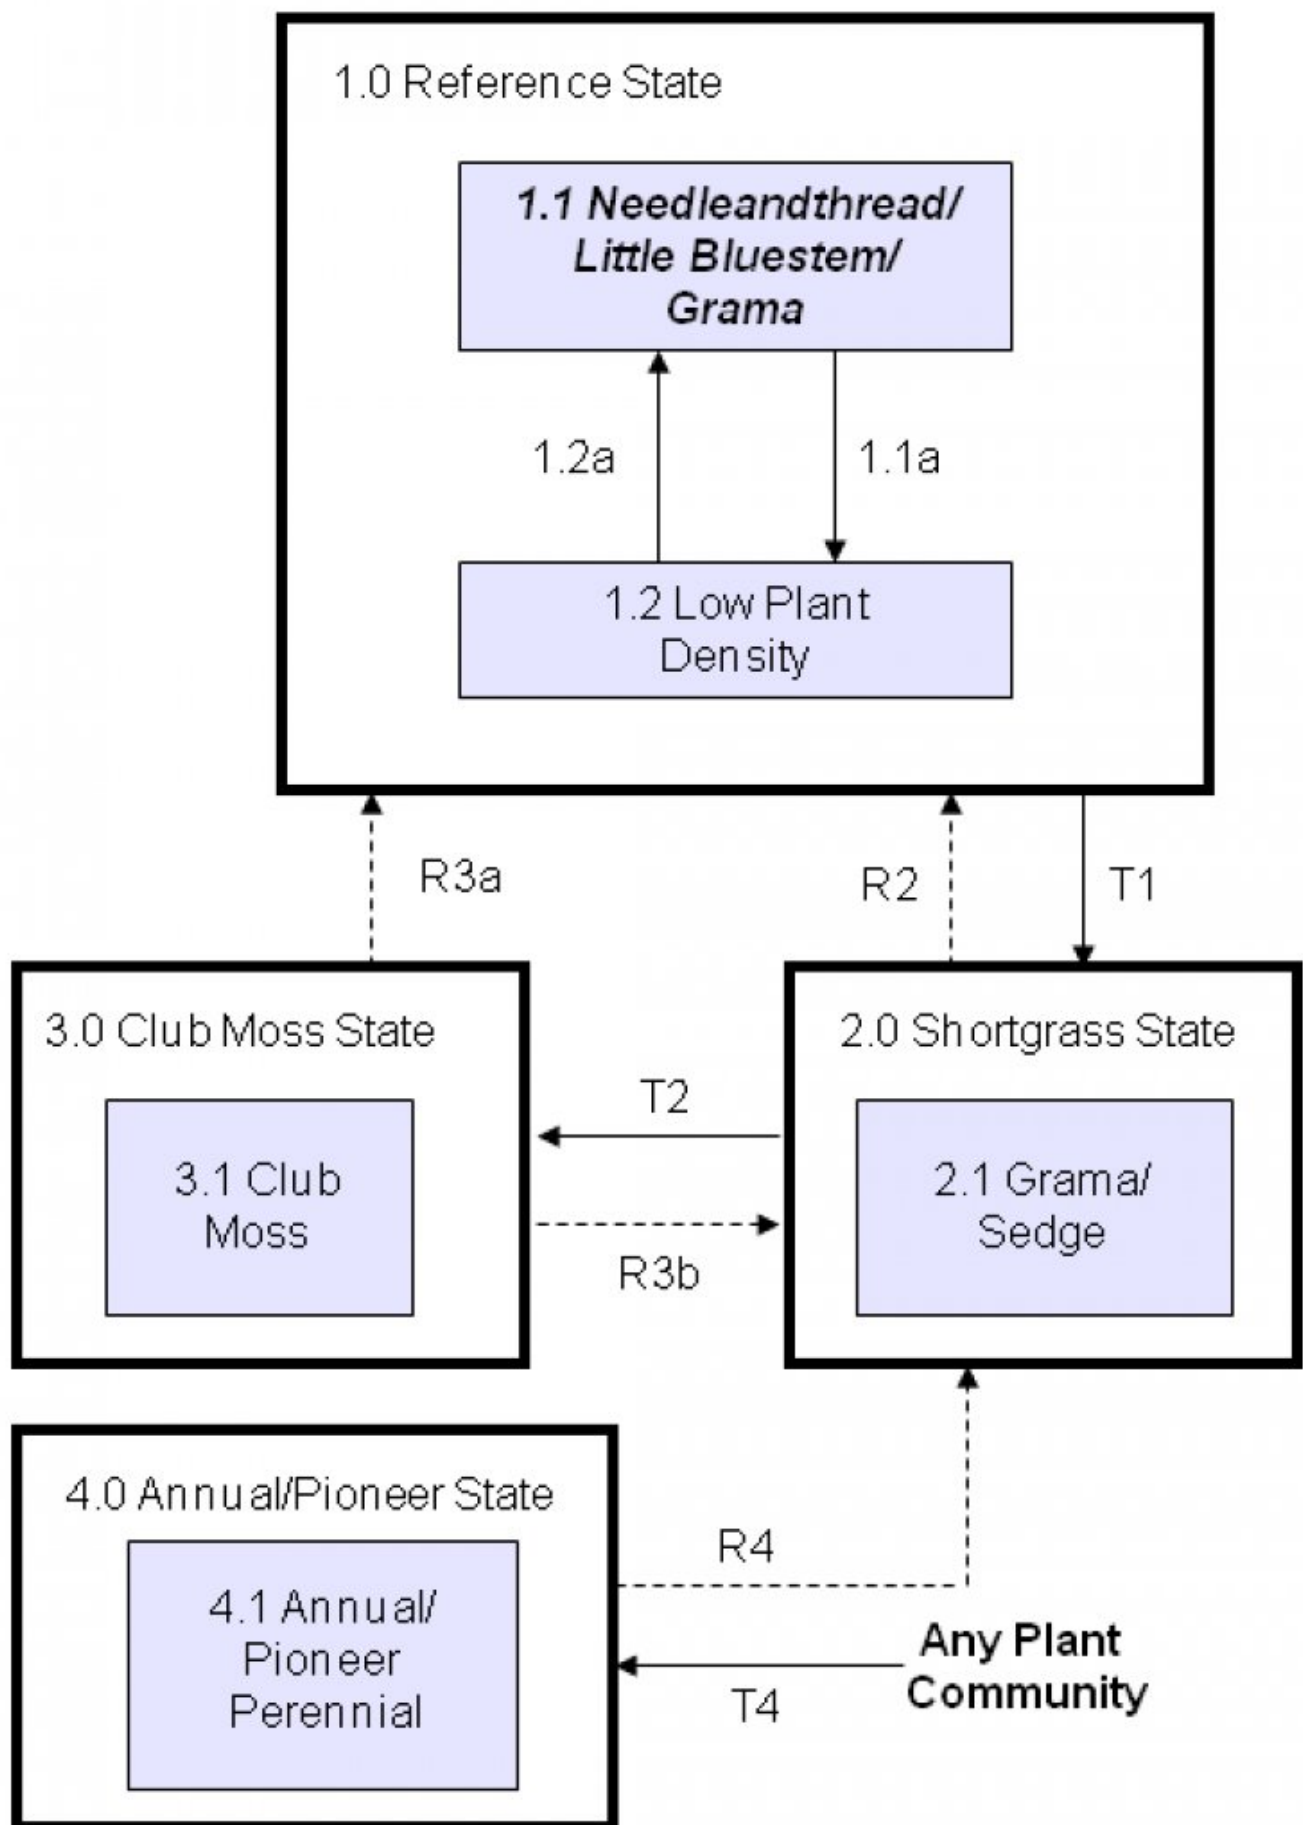 1.0 Reference State
1.1 Needleandthread/
Little Bluestem/
Grama
1.2a
1.1a
1.2 Low Plant
Density
R3a
R2
T1
3.0 Club Moss State
3.1 Club
Moss
T2
R3b
2.0 Shortgrass State
2.1 Grama/
Sedge
4.0 Annual/Pioneer State
4.1 Annual/
Pioneer
Perennial
R4
Any Plant
Community
T4